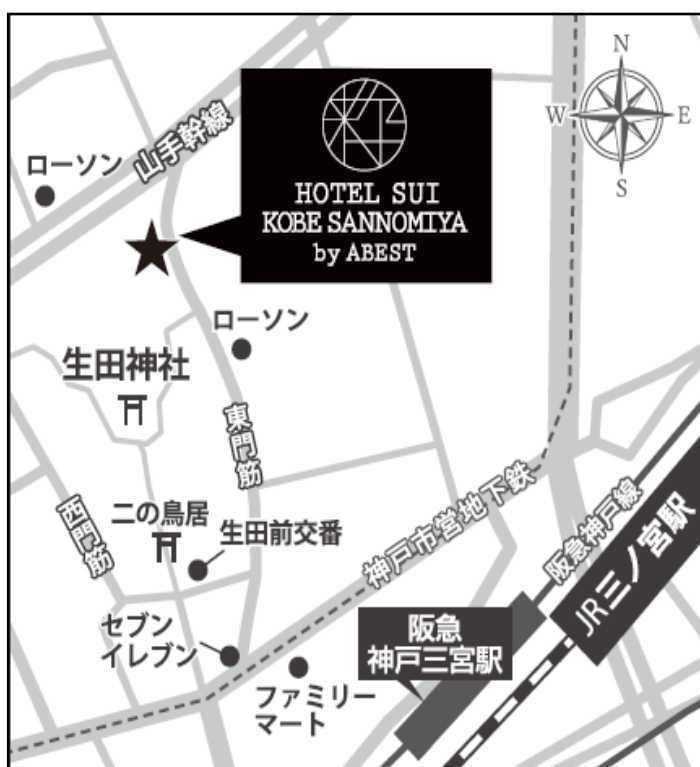 N
W
E
S
山手幹線
ローソン
HOTEL SUI
KOBE SANNOMIYA
by ABEST
ローソン
生田神社
東門筋
西門筋
二の鳥居
生田前交番
神戸市営地下鉄
阪急神戸線
JR三ノ宮駅
阪急
神戸三宮駅
セブン
イレブン
ファミリー
マート